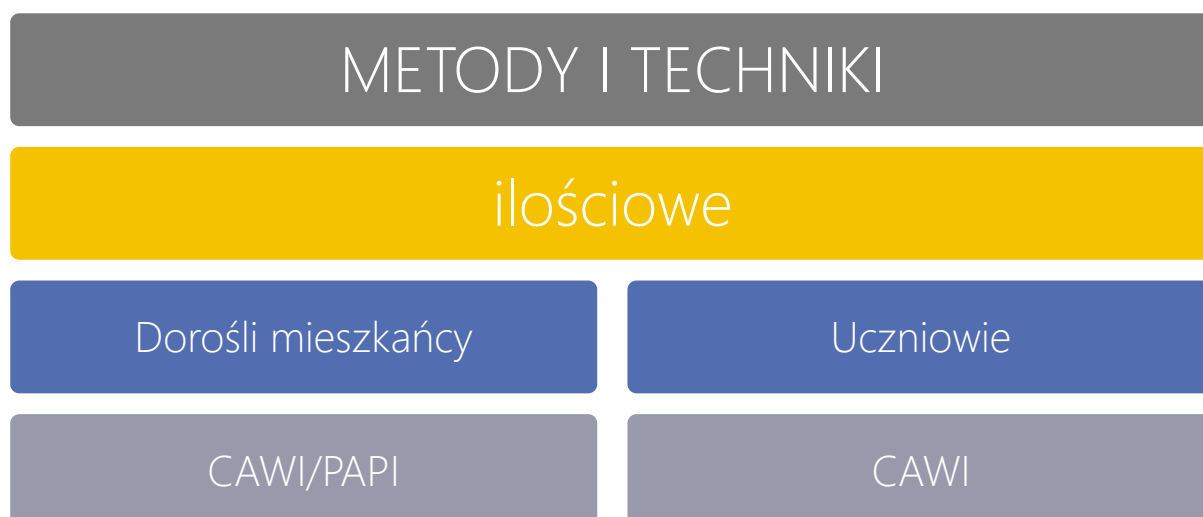 METODY I TECHNIKI
ilościowe
Dorośli mieszkańcy
Uczniowie
CAWI/PAPI
CAWI